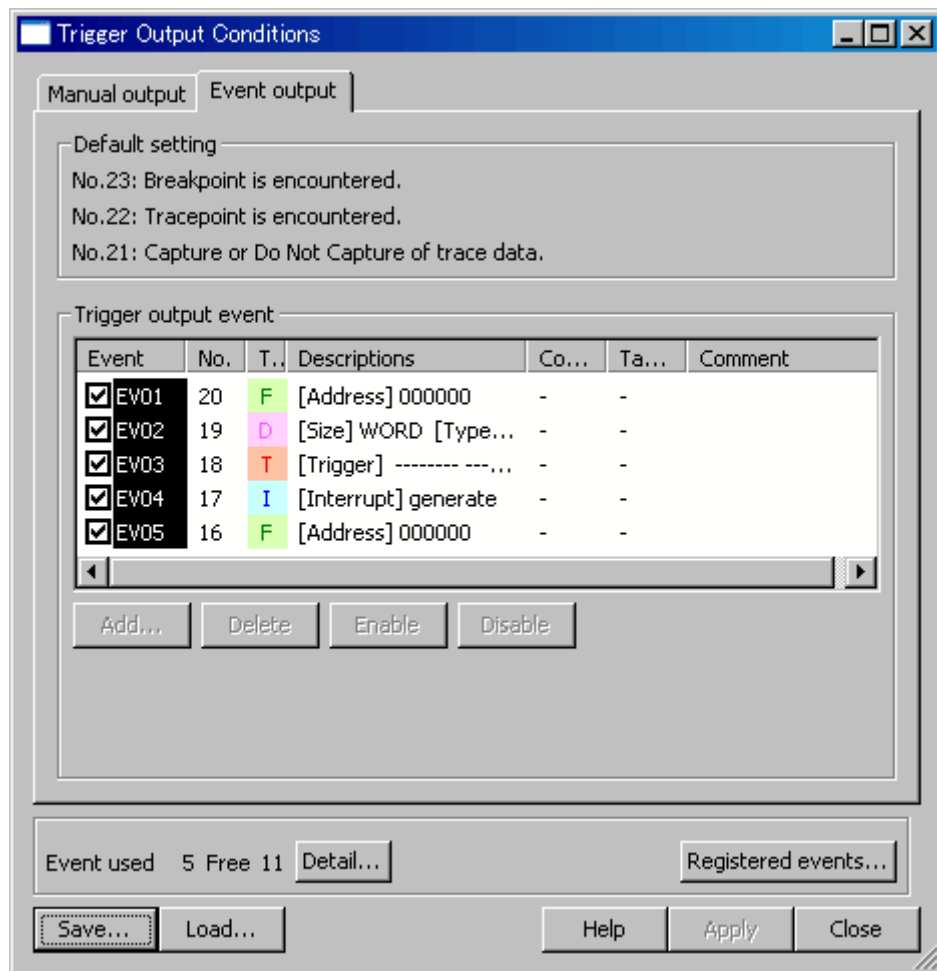 Trigger Output Conditions
Manual output Event output
Default setting
No.23: Breakpoint is encountered.
No.22: Tracepoint is encountered.
No.21: Capture or Do Not Capture of trace data.
Trigger output event
Event No. T.. Descriptions Co... Ta... Comment
EV01 20 F [Address] 000000 - -
EV02 19 D [Size] WORD [Type... - -
EV03 18 T [Trigger] -------- ---... - -
EV04 17 I [Interrupt] generate - -
EV05 16 F [Address] 000000 - -
Add... Delete Enable Disable
Event used 5 Free 11 Detail... Registered events...
Save... Load... Help Apply Close